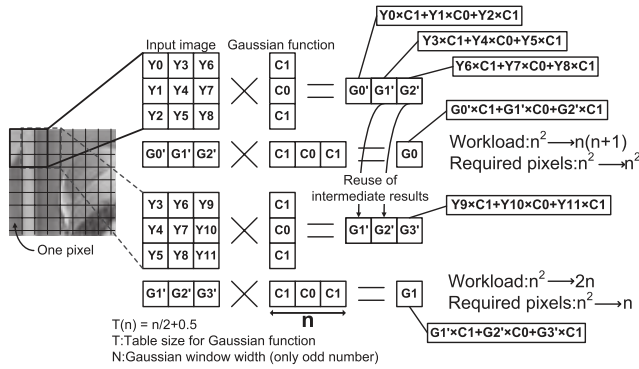 Y0×C1+Y1×C0+Y2×C1
Input image Gaussian function
Y3×C1+Y4×C0+Y5×C1
Y0 Y3 Y6 C1
Y6×C1+Y7×C0+Y8×C1
Y1 Y4 Y7 C0 G0' G1' G2'
Y2 Y5 Y8 C1
G0'×C1+G1'×C0+G2'×C1
Workload:n²→n(n+1)
G0' G1' G2' C1 C0 C1 G0
Required pixels:n²→n²
Reuse of
intermediate results
Y3 Y6 Y9 C1
Y9×C1+Y10×C0+Y11×C1
Y4 Y7 Y10 C0 G1' G2' G3'
Y5 Y8 Y11 C1
One pixel
Workload:n²→2n
G1' G2' G3' C1 C0 C1 G1
Required pixels:n²→n
n
T(n) = n/2+0.5
G1'×C1+G2'×C0+G3'×C1
T:Table size for Gaussian function
N:Gaussian window width (only odd number)